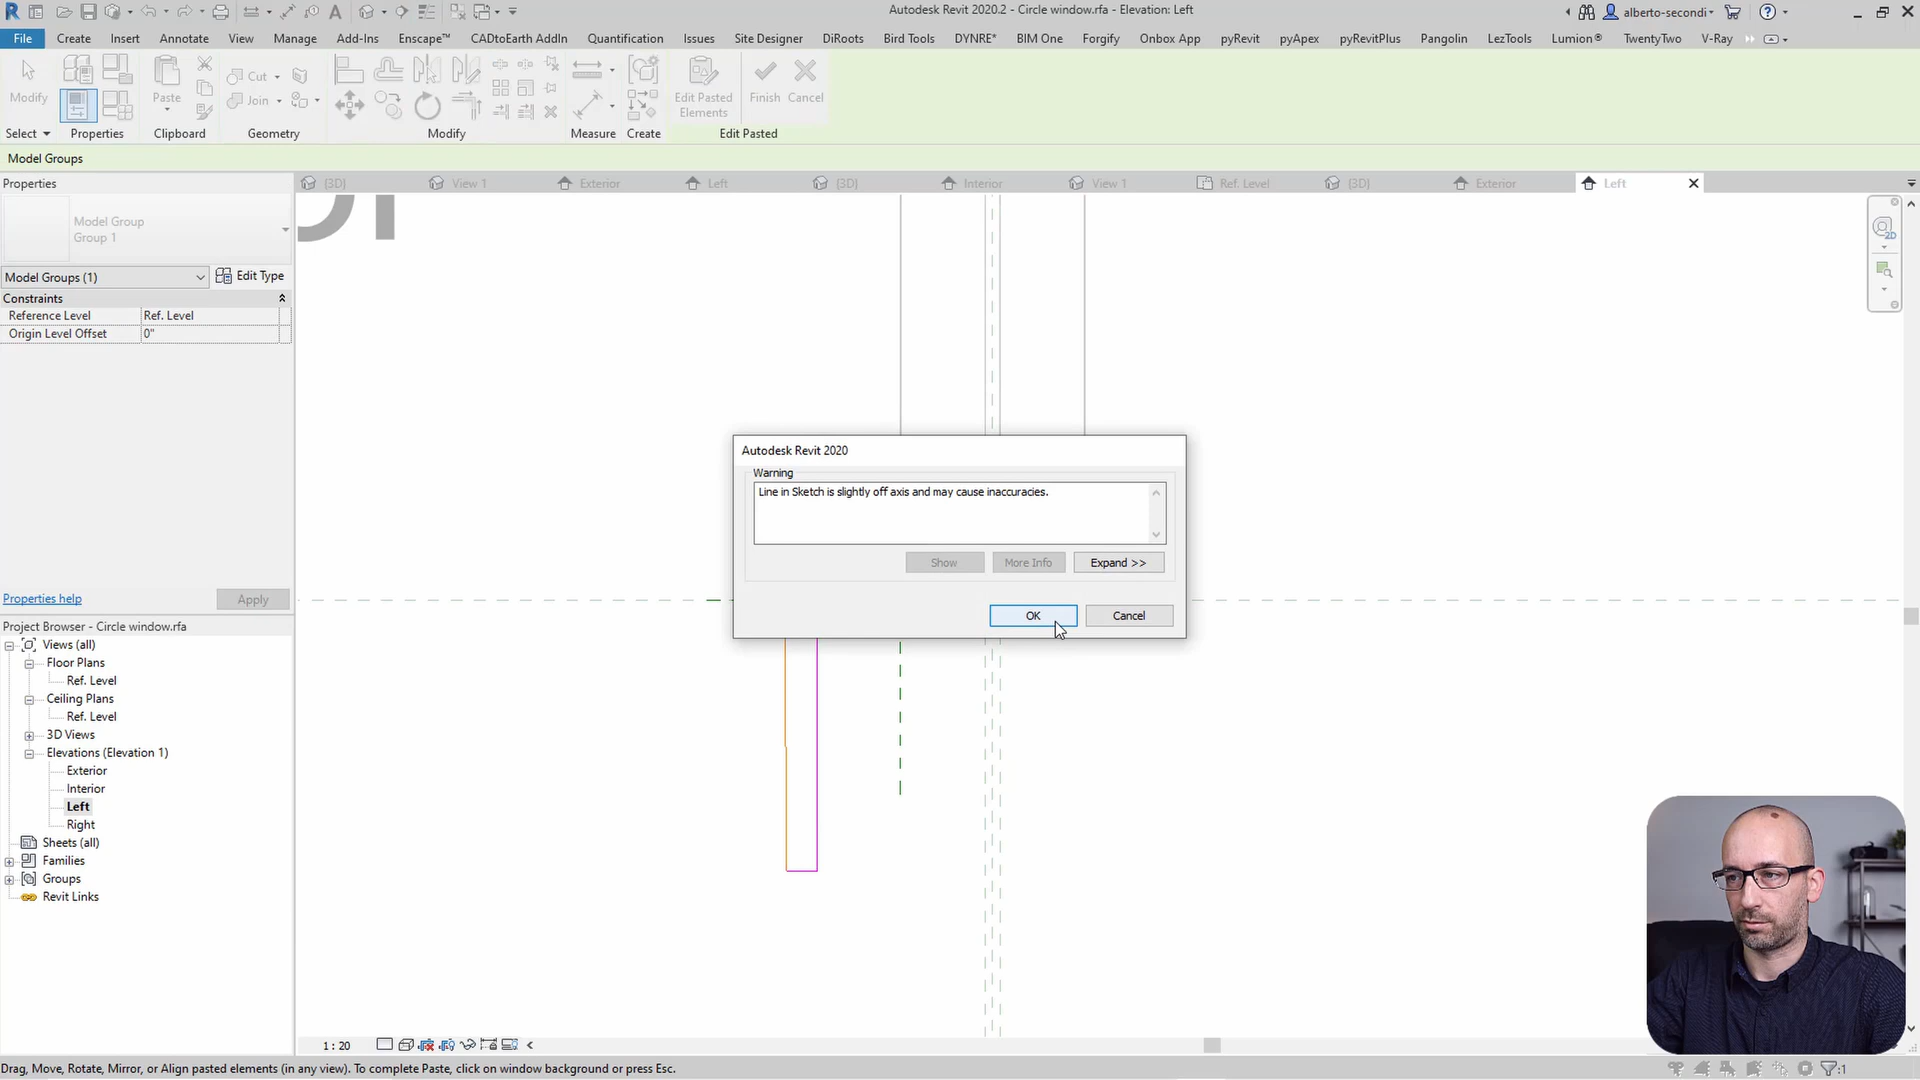 Autodesk Revit 2020.2 - Circle window.rfa - Elevation: Left
alberto-secondi
File Create Insert Annotate View Manage Add-Ins Enscape™ CADtoEarth AddIn Quantification Issues Site Designer DiRoots Bird Tools DYNRE* BIM One Forgify Onbox App pyRevit pyApex pyRevitPlus Pangolin LezTools Lumion® TwentyTwo V-Ray
Modify Paste Cut Join Edit Pasted Elements Finish Cancel
Select Properties Clipboard Geometry Modify Measure Create Edit Pasted
Model Groups
Properties
{3D} View 1 Exterior Left {3D} Interior View 1 Ref. Level {3D} Exterior Left
Model Group
Group 1
Model Groups (1) Edit Type
Constraints
Reference Level Ref. Level
Origin Level Offset 0"
Autodesk Revit 2020
Warning
Line in Sketch is slightly off axis and may cause inaccuracies.
Show More Info Expand >>
OK Cancel
Properties help Apply
Project Browser - Circle window.rfa
Views (all)
Floor Plans
Ref. Level
Ceiling Plans
Ref. Level
3D Views
Elevations (Elevation 1)
Exterior
Interior
Left
Right
Sheets (all)
Families
Groups
Revit Links
1 : 20
Drag, Move, Rotate, Mirror, or Align pasted elements (in any view). To complete Paste, click on window background or press Esc.
:1